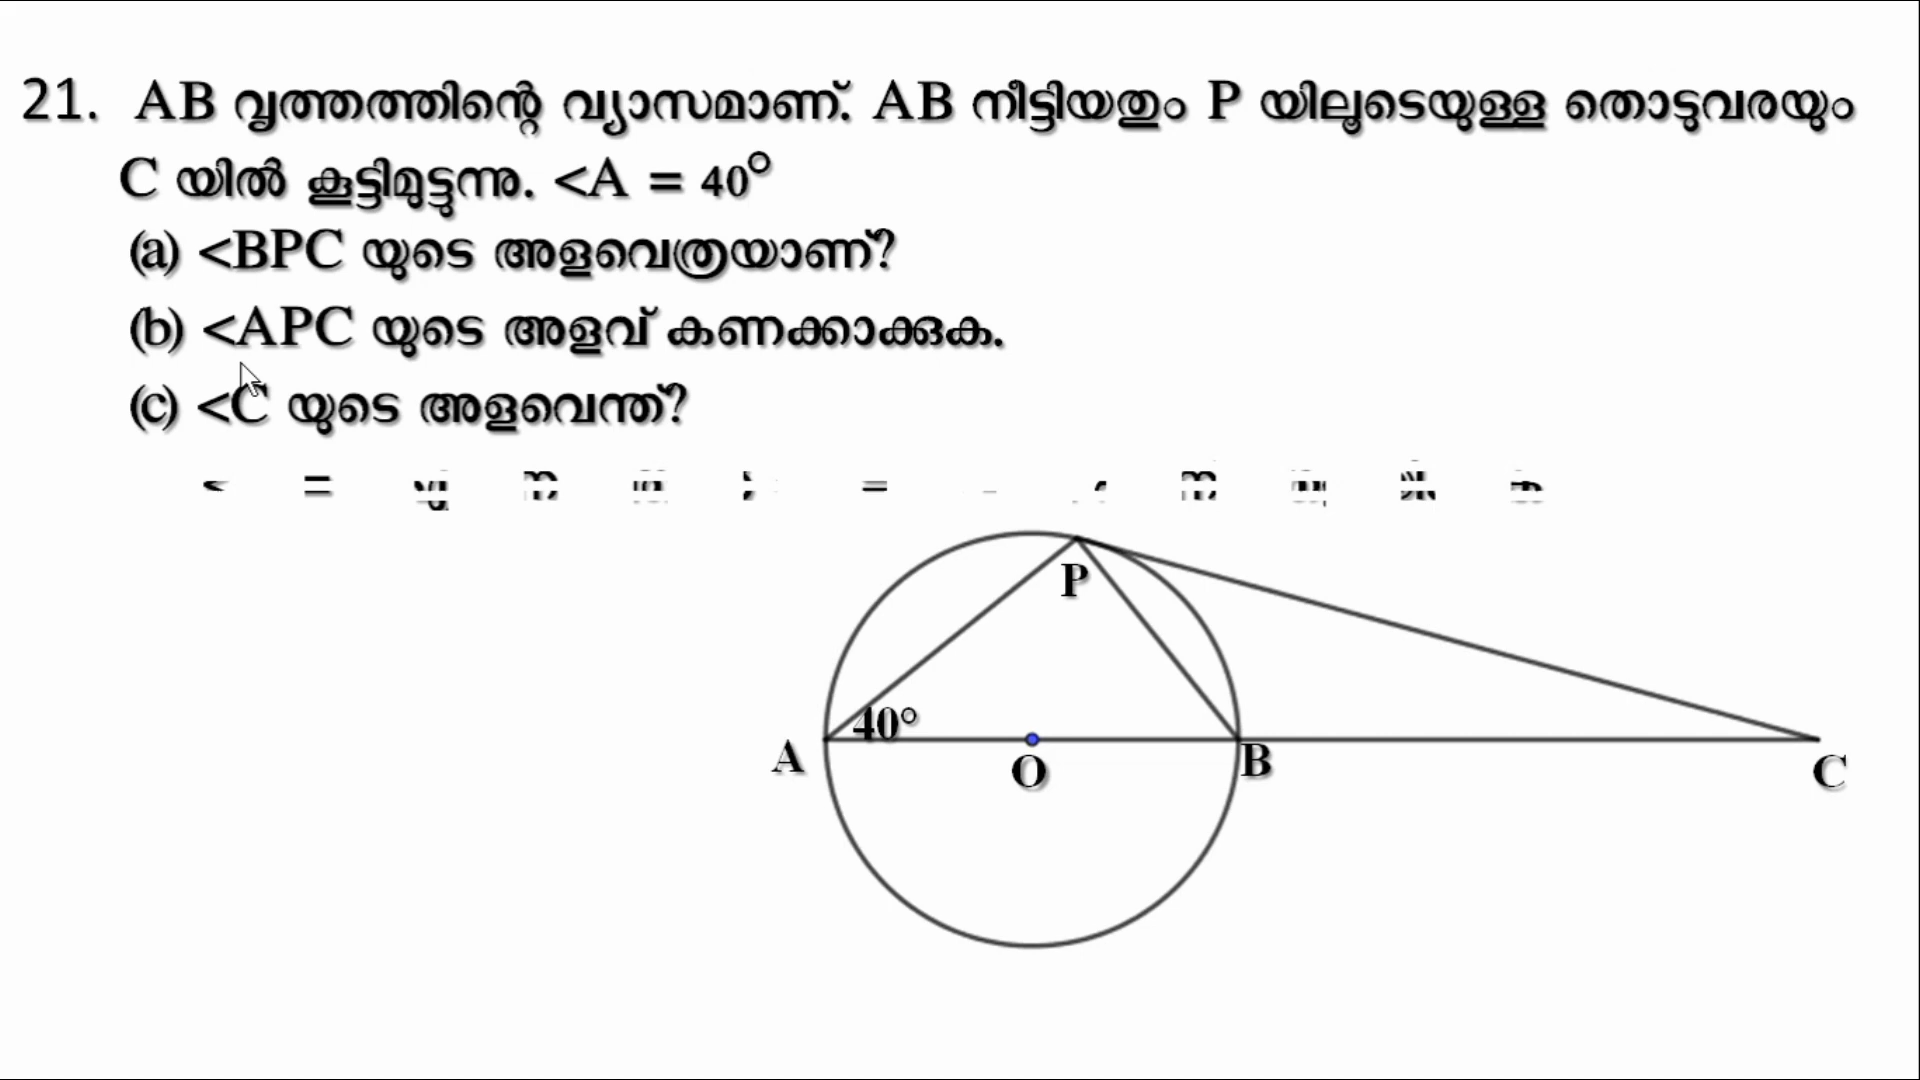 21. AB വൃത്തത്തിന്റെ വ്യാസമാണ്. AB നീട്ടിയതും P യിലൂടെയുള്ള തൊടുവരയും
C യിൽ കൂട്ടിമുട്ടുന്നു. <A = 40°
(a) <BPC യുടെ അളവെത്രയാണ്?
(b) <APC യുടെ അളവ് കണക്കാക്കുക.
(c) <C യുടെ അളവെന്ത്?
P
40°
A
O
B
C